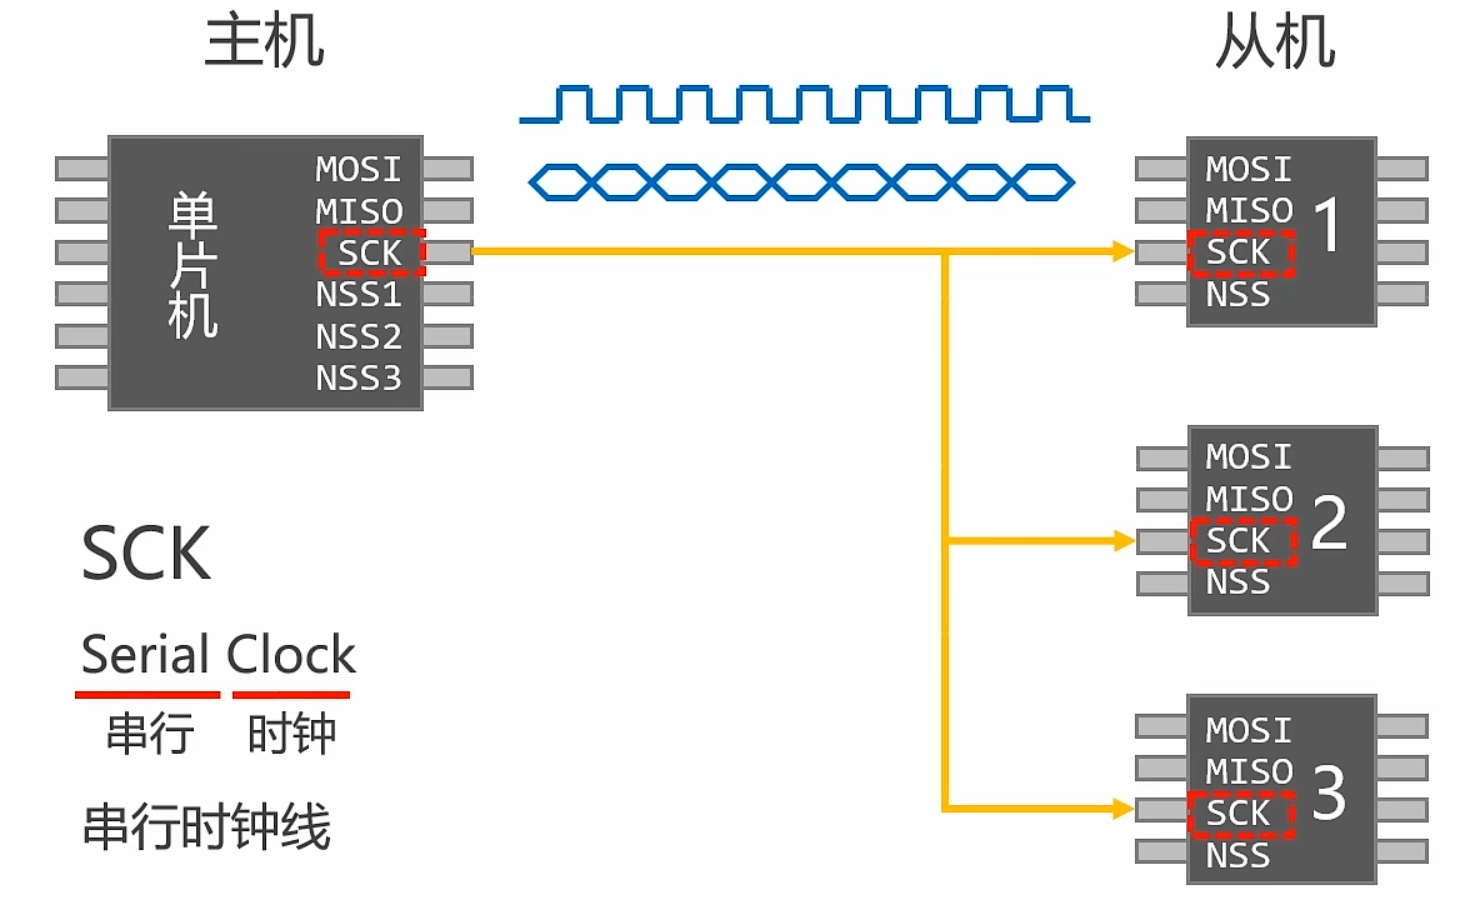 主机
从机
单片机
MOSI
MISO
SCK
NSS1
NSS2
NSS3
MOSI
MISO
SCK
NSS
1
MOSI
MISO
SCK
NSS
2
MOSI
MISO
SCK
NSS
3
SCK
Serial Clock
串行 时钟
串行时钟线